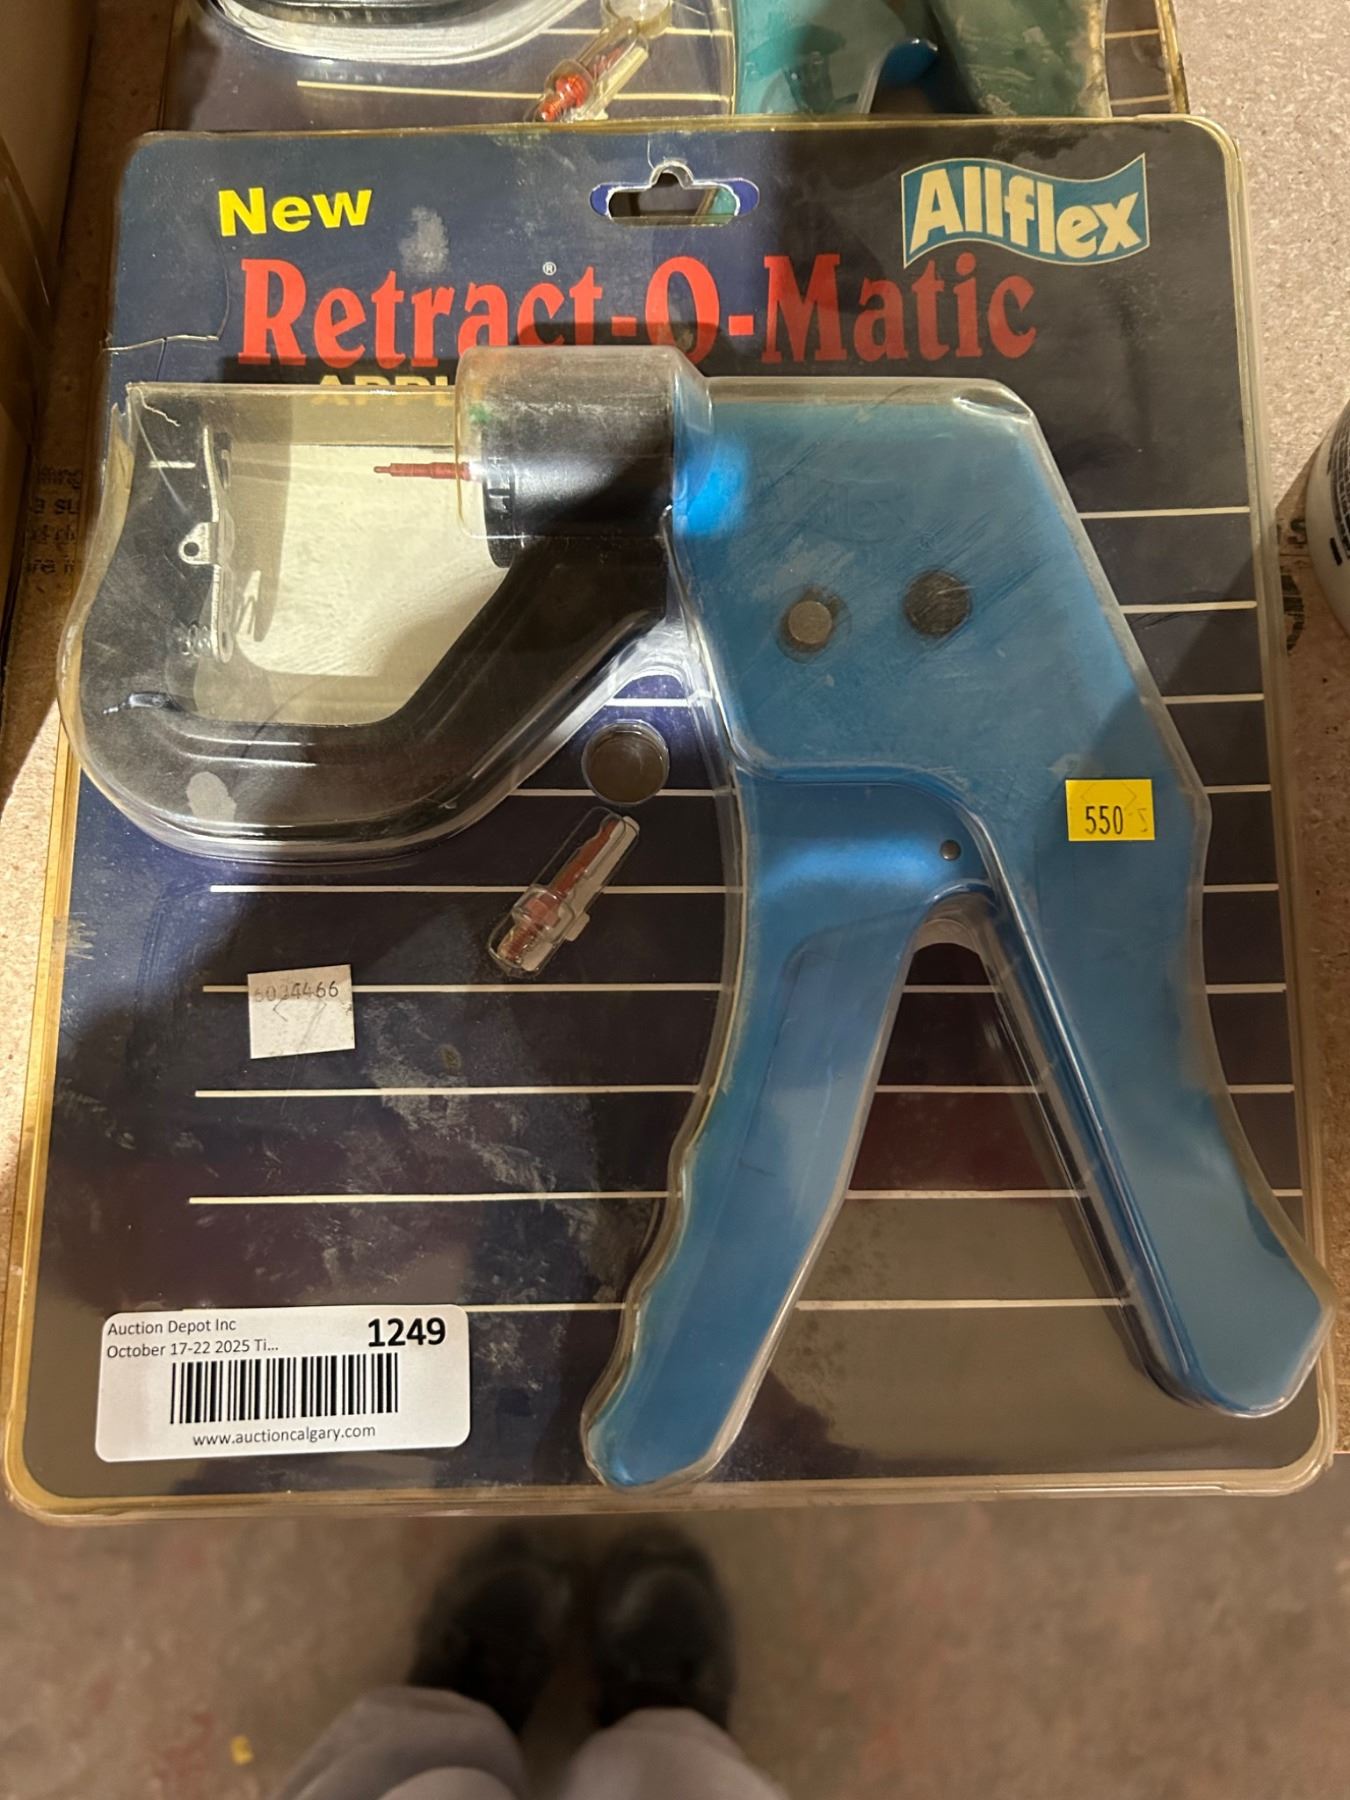 New
Allflex
Retract-O-Matic
®
550
Auction Depot Inc
October 17-22 2025 Ti...
1249
www.auctioncalgary.com